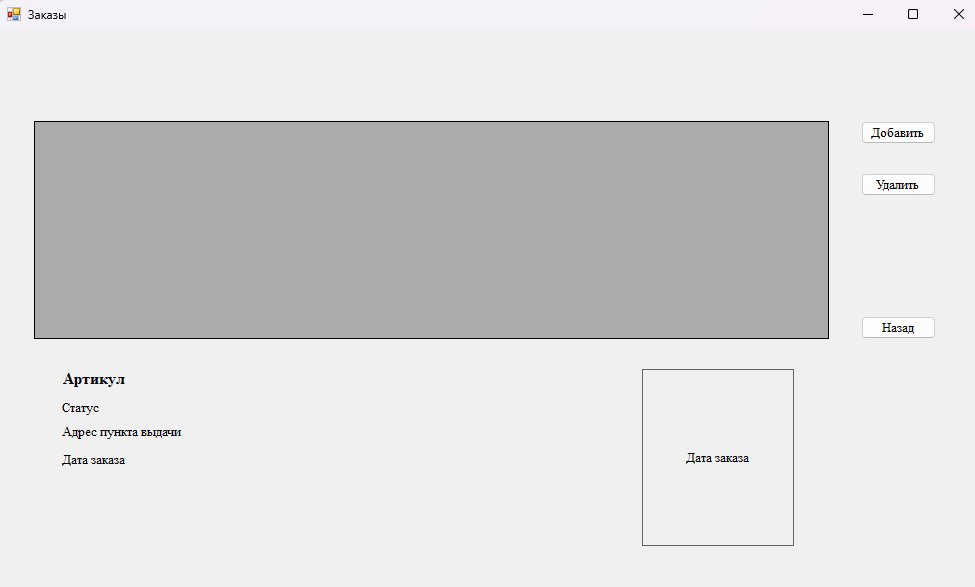 Заказы
Добавить
Удалить
Назад
Артикул
Статус
Адрес пункта выдачи
Дата заказа
Дата заказа